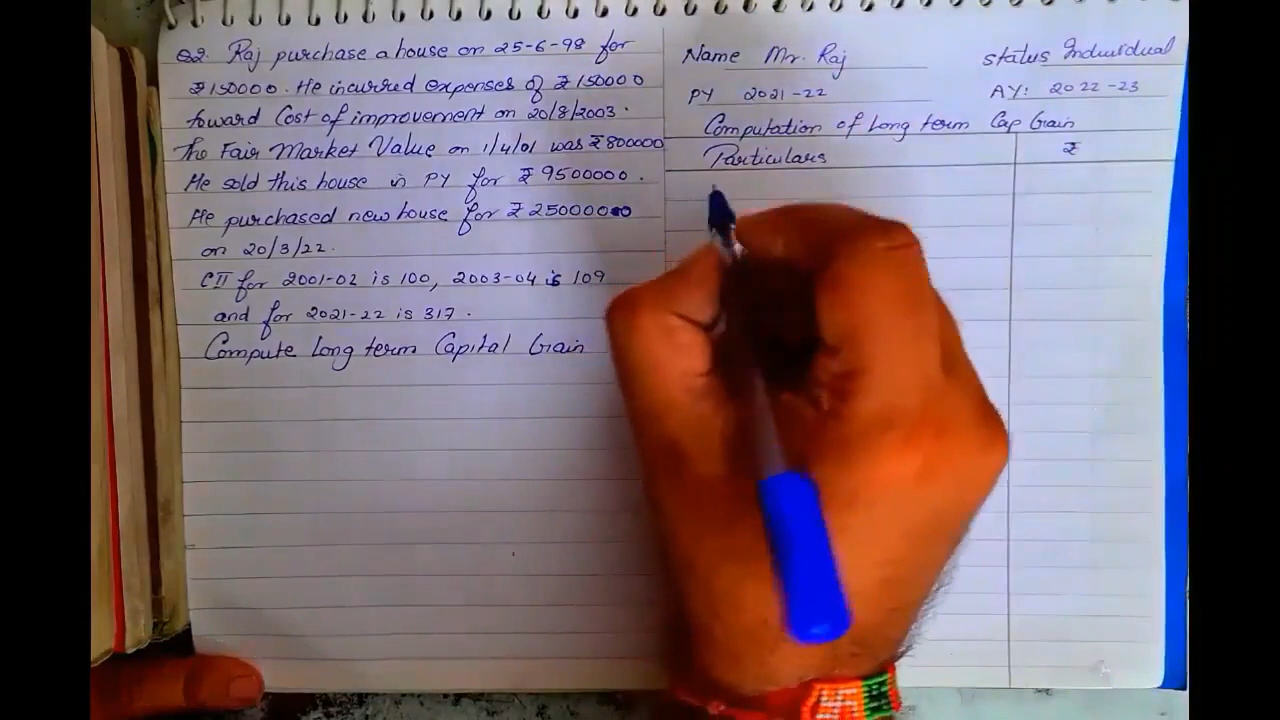 Q2. Raj purchase a house on 25-6-98 for
₹150000. He incurred expenses of ₹150000
toward Cost of improvement on 20/8/2003.
The Fair Market Value on 1/4/01 was ₹800000
He sold this house in PY for ₹ 9500000.
He purchased new house for ₹2500000
on 20/3/22.
CII for 2001-02 is 100, 2003-04 is 109
and for 2021-22 is 317.
Compute Long term Capital Gain
Name Mr. Raj status Individual
PY 2021-22 AY: 2022-23
Computation of Long term Cap Gain
Particulars ₹